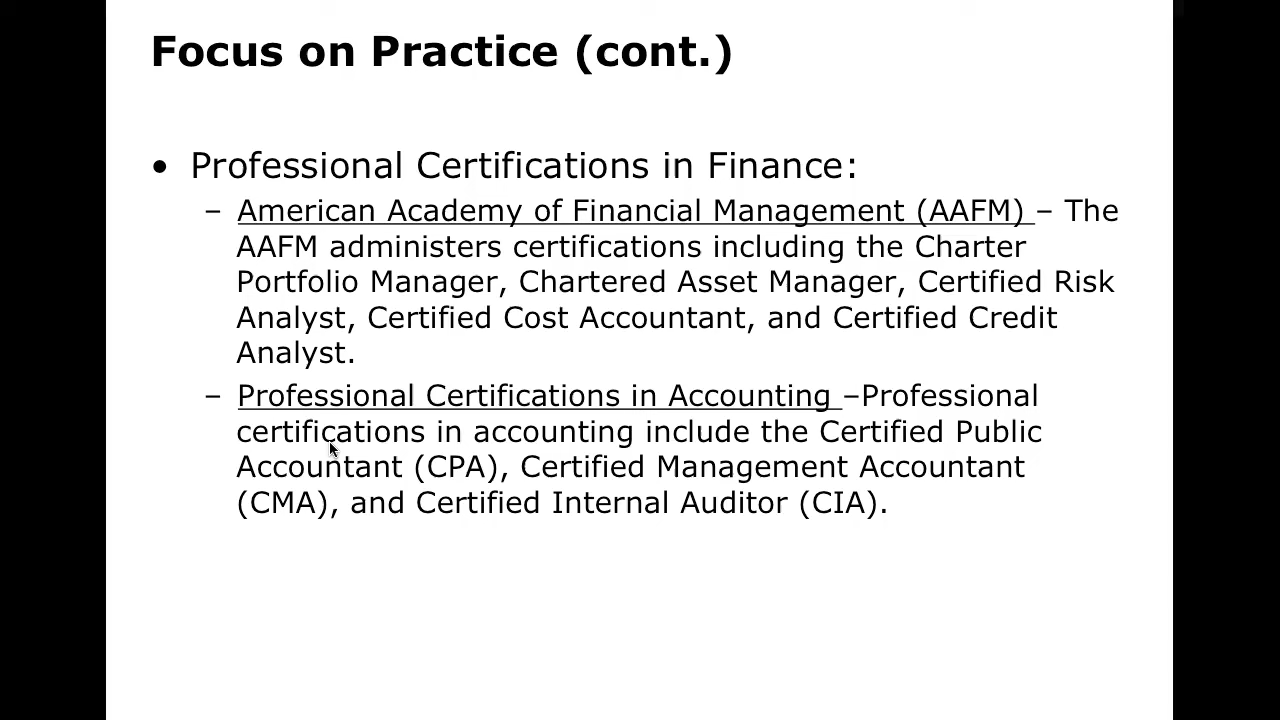 Focus on Practice (cont.)
• Professional Certifications in Finance:
– American Academy of Financial Management (AAFM) – The
AAFM administers certifications including the Charter
Portfolio Manager, Chartered Asset Manager, Certified Risk
Analyst, Certified Cost Accountant, and Certified Credit
Analyst.
– Professional Certifications in Accounting –Professional
certifications in accounting include the Certified Public
Accountant (CPA), Certified Management Accountant
(CMA), and Certified Internal Auditor (CIA).